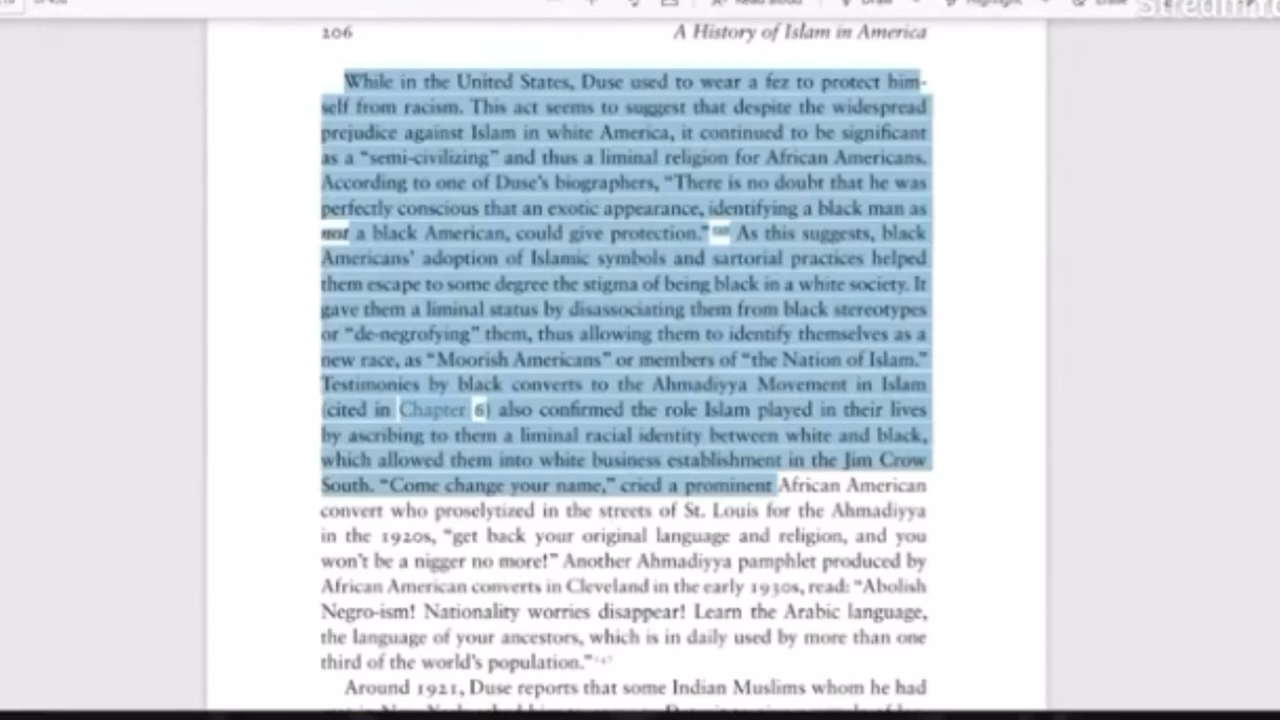 206 A History of Islam in America
While in the United States, Duse used to wear a fez to protect him-
self from racism. This act seems to suggest that despite the widespread
prejudice against Islam in white America, it continued to be significant
as a “semi-civilizing” and thus a liminal religion for African Americans.
According to one of Duse’s biographers, “There is no doubt that he was
perfectly conscious that an exotic appearance, identifying a black man as
not a black American, could give protection.” As this suggests, black
Americans’ adoption of Islamic symbols and sartorial practices helped
them escape to some degree the stigma of being black in a white society. It
gave them a liminal status by disassociating them from black stereotypes
or “de-negrofying” them, thus allowing them to identify themselves as a
new race, as “Moorish Americans” or members of “the Nation of Islam.”
Testimonies by black converts to the Ahmadiyya Movement in Islam
(cited in Chapter 6) also confirmed the role Islam played in their lives
by ascribing to them a liminal racial identity between white and black,
which allowed them into white business establishment in the Jim Crow
South. “Come change your name,” cried a prominent African American
convert who proselytized in the streets of St. Louis for the Ahmadiyya
in the 1920s, “get back your original language and religion, and you
won’t be a nigger no more!” Another Ahmadiyya pamphlet produced by
African American converts in Cleveland in the early 1930s, read: “Abolish
Negro-ism! Nationality worries disappear! Learn the Arabic language,
the language of your ancestors, which is in daily used by more than one
third of the world’s population.”
Around 1921, Duse reports that some Indian Muslims whom he had